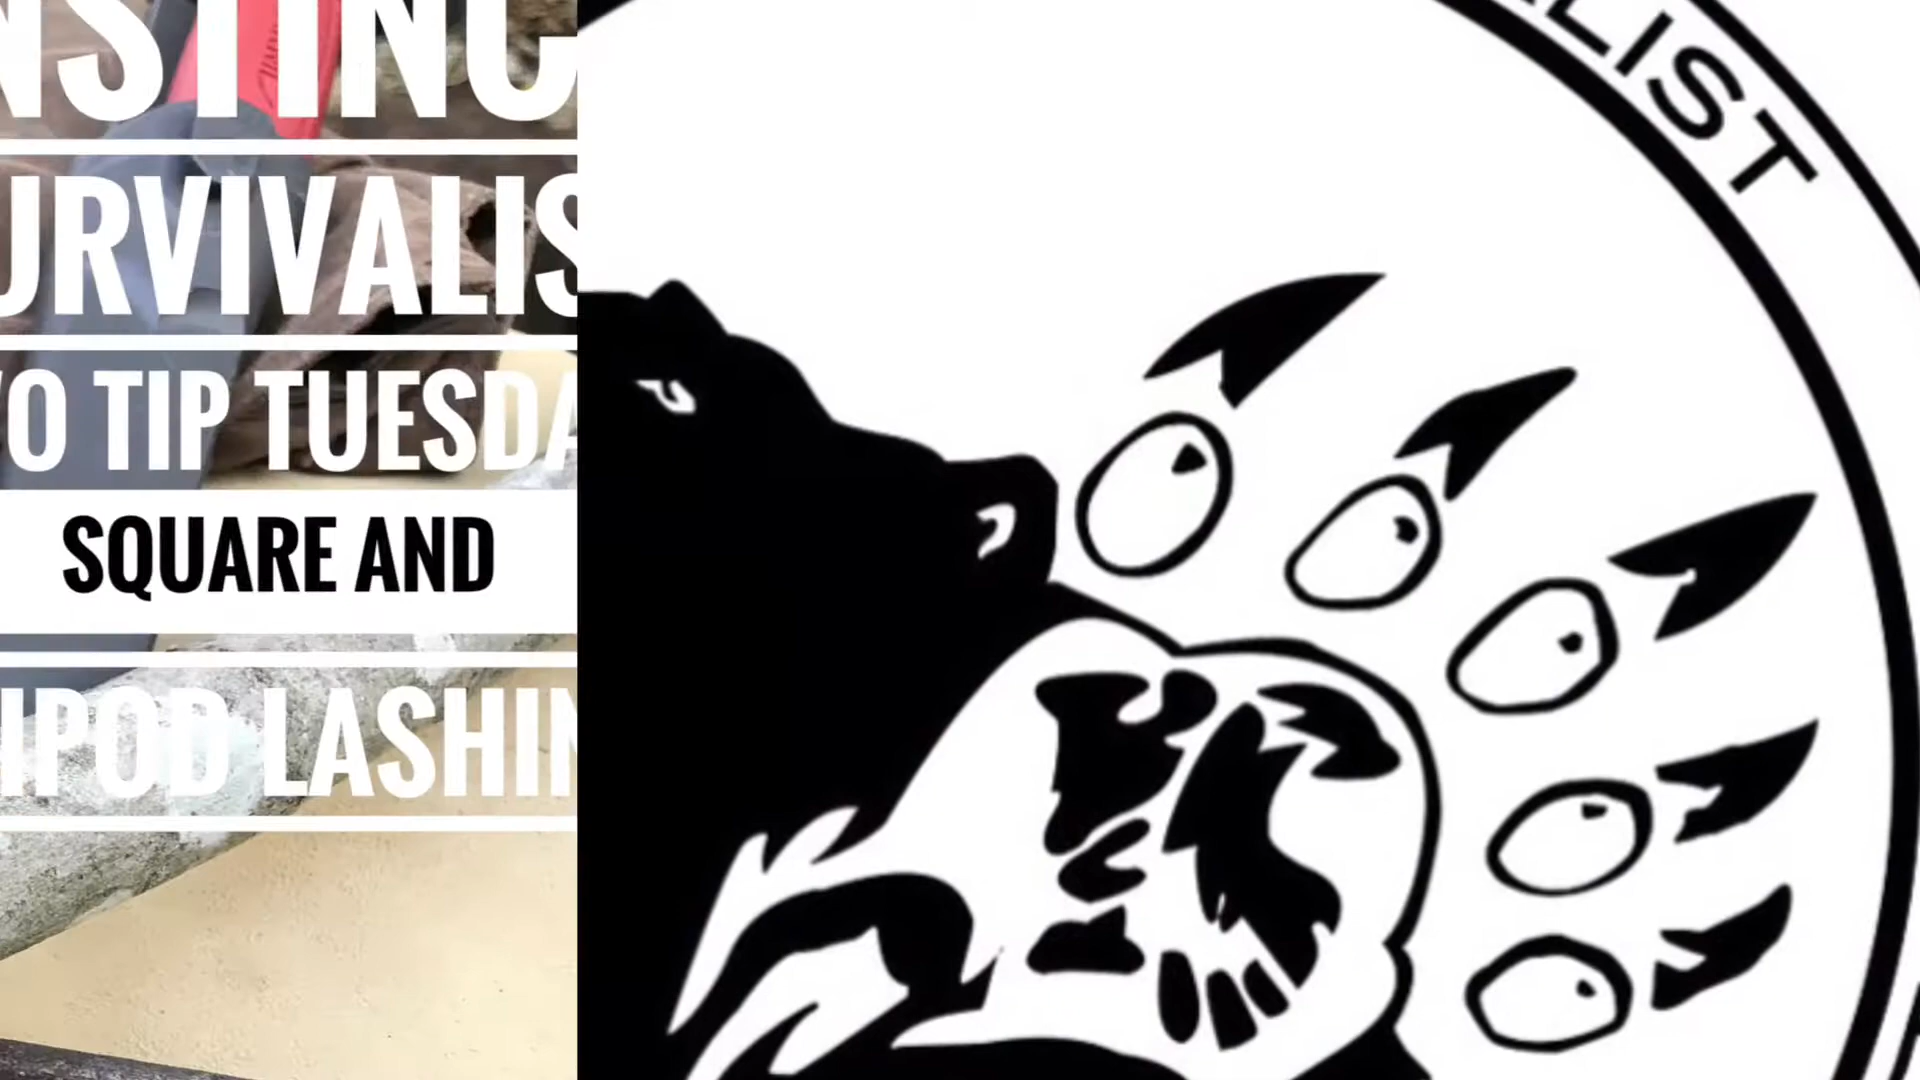 NSTINC
URVIVALIS
O TIP TUESDA
SQUARE AND
IPOD LASHIN
LIST